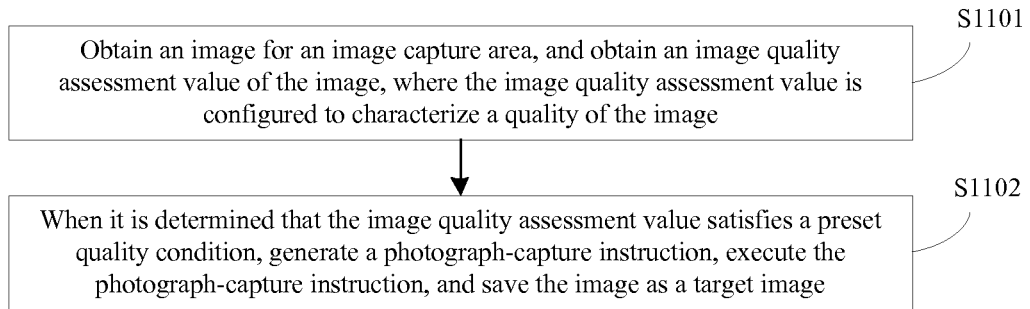 S1101
Obtain an image for an image capture area, and obtain an image quality
assessment value of the image, where the image quality assessment value is
configured to characterize a quality of the image
S1102
When it is determined that the image quality assessment value satisfies a preset
quality condition, generate a photograph-capture instruction, execute the
photograph-capture instruction, and save the image as a target image